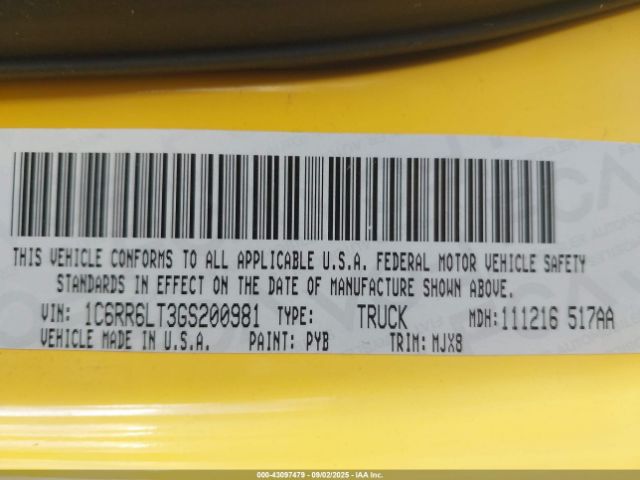 THIS VEHICLE CONFORMS TO ALL APPLICABLE U.S.A. FEDERAL MOTOR VEHICLE SAFETY
STANDARDS IN EFFECT ON THE DATE OF MANUFACTURE SHOWN ABOVE.
VIN: 1C6RR6LT3GS200981 TYPE: TRUCK MDH:111216 517AA
VEHICLE MADE IN U.S.A. PAINT: PYB TRIM: MJX8
000-43097479 - 09/02/2025 - IAA Inc.